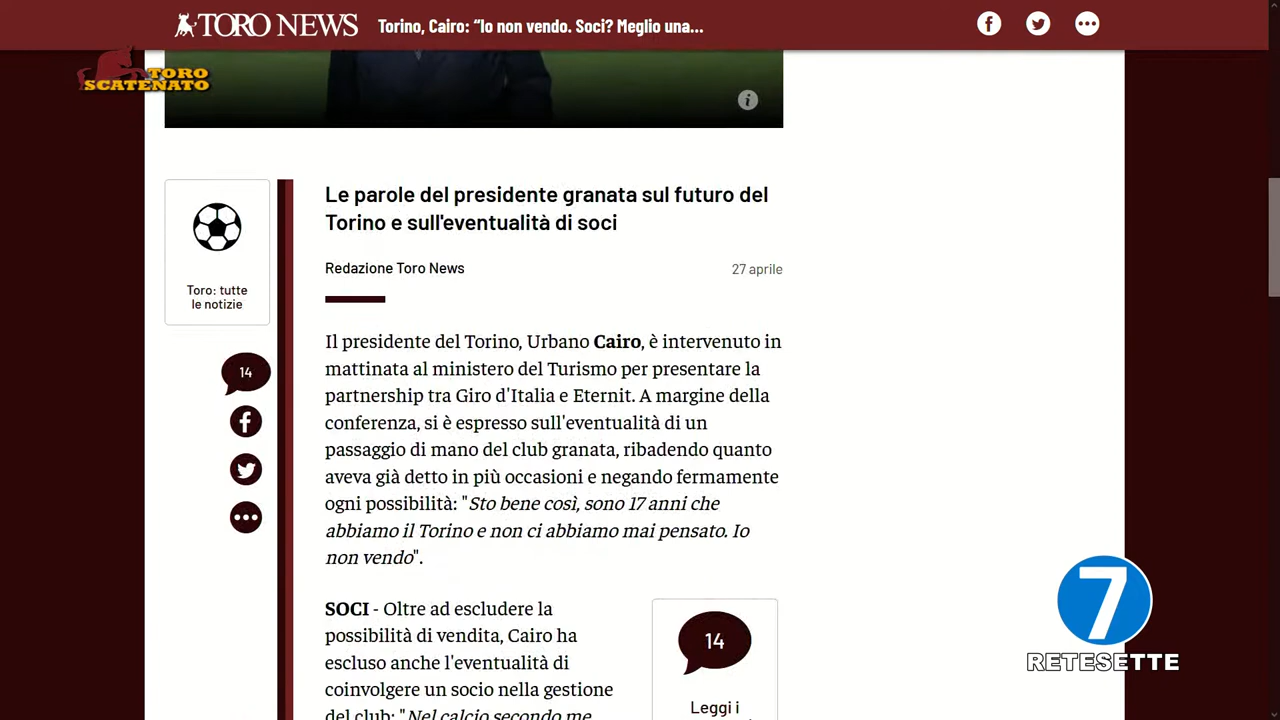 TORO NEWS
Torino, Cairo: “Io non vendo. Soci? Meglio una...
TORO
SCATENATO
Le parole del presidente granata sul futuro del
Torino e sull'eventualità di soci
Redazione Toro News
27 aprile
Toro: tutte
le notizie
14
Il presidente del Torino, Urbano Cairo, è intervenuto in
mattinata al ministero del Turismo per presentare la
partnership tra Giro d'Italia e Eternit. A margine della
conferenza, si è espresso sull'eventualità di un
passaggio di mano del club granata, ribadendo quanto
aveva già detto in più occasioni e negando fermamente
ogni possibilità: "Sto bene così, sono 17 anni che
abbiamo il Torino e non ci abbiamo mai pensato. Io
non vendo".
SOCI - Oltre ad escludere la
possibilità di vendita, Cairo ha
escluso anche l'eventualità di
coinvolgere un socio nella gestione
del club: "Nel calcio secondo me
14
Leggi i
7
RETESETTE